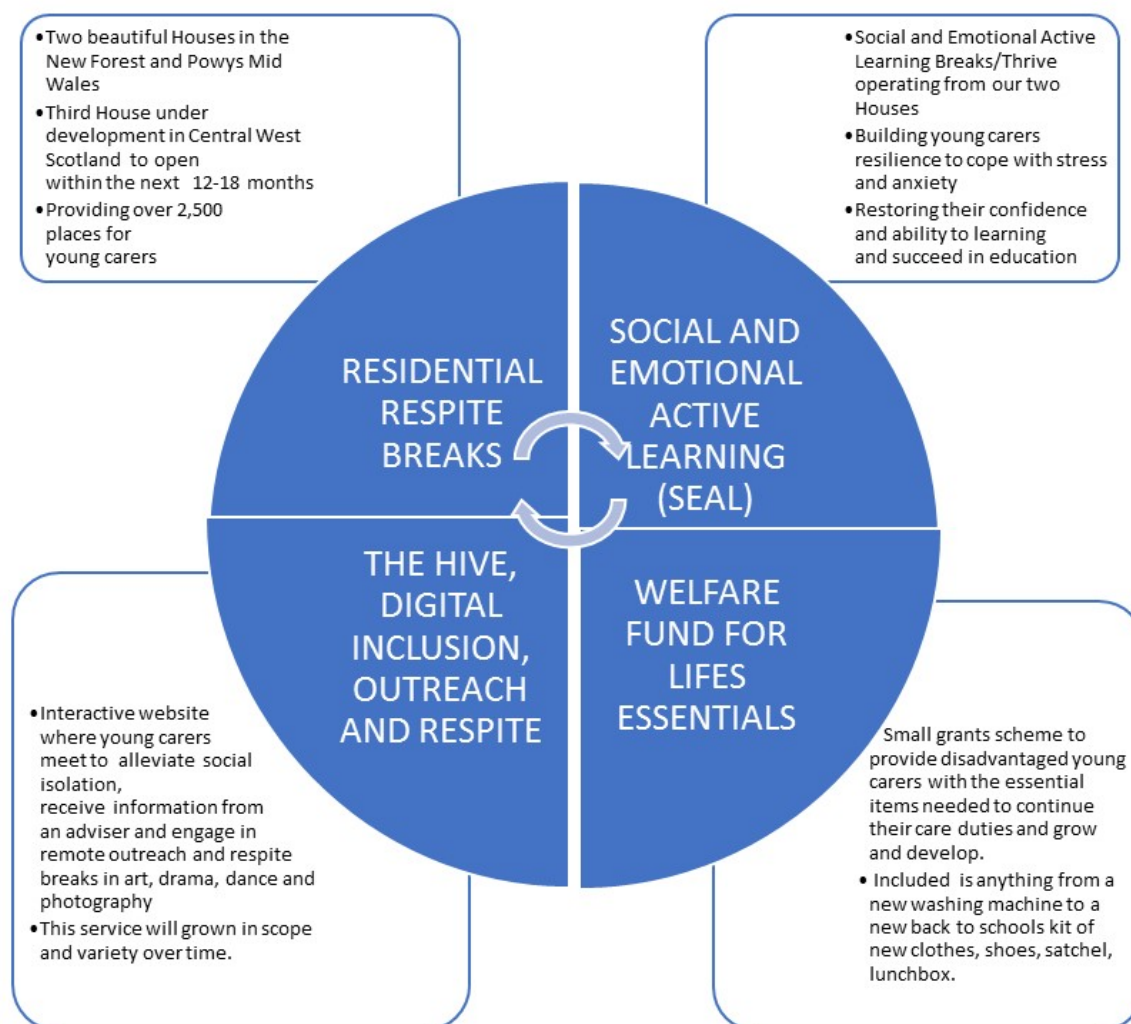 •Two beautiful Houses in the
New Forest and Powys Mid
Wales
•Third House under
development in Central West
Scotland to open
within the next 12-18 months
•Providing over 2,500
places for
young carers
•Social and Emotional Active
Learning Breaks/Thrive
operating from our two
Houses
•Building young carers
resilience to cope with stress
and anxiety
•Restoring their confidence
and ability to learning
and succeed in education
RESIDENTIAL
RESPITE
BREAKS
SOCIAL AND
EMOTIONAL
ACTIVE
LEARNING
(SEAL)
THE HIVE,
DIGITAL
INCLUSION,
OUTREACH
AND RESPITE
WELFARE
FUND FOR
LIFES
ESSENTIALS
•Interactive website
where young carers
meet to alleviate social
isolation,
receive information from
an adviser and engage in
remote outreach and respite
breaks in art, drama, dance and
photography
•This service will grown in scope
and variety over time.
Small grants scheme to
provide disadvantaged young
carers with the essential
items needed to continue
their care duties and grow
and develop.
• Included is anything from a
new washing machine to a
new back to schools kit of
new clothes, shoes, satchel,
lunchbox.